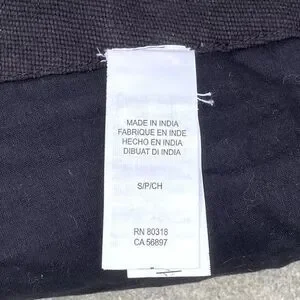 MADE IN INDIA
FABRIQUE EN INDE
HECHO EN INDIA
DIBUAT DI INDIA
S/P/CH
RN 80318
CA 56897